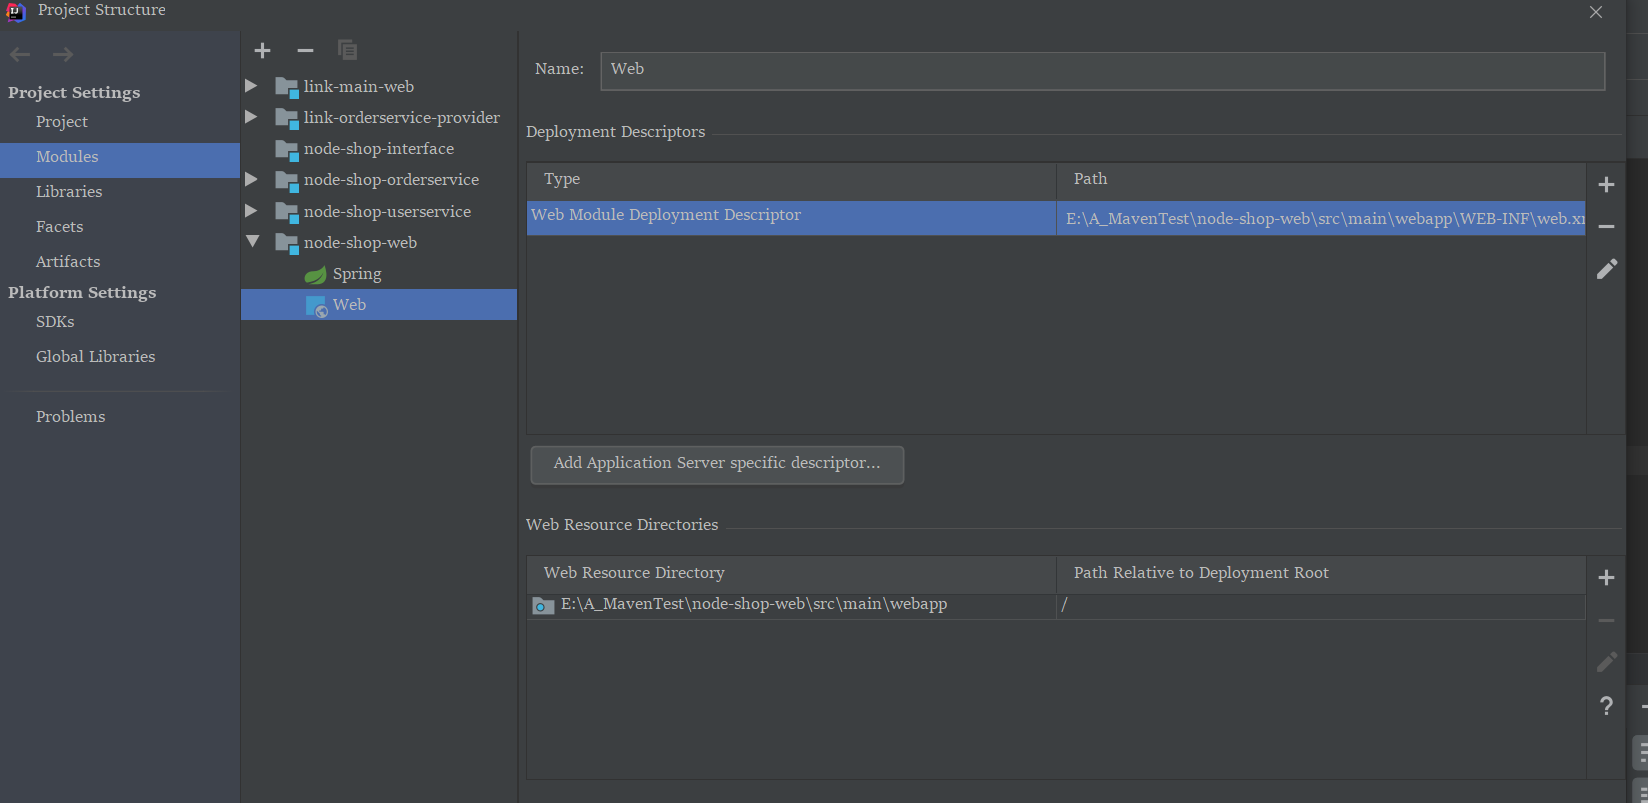 Project Structure
Project Settings
Project
Modules
Libraries
Facets
Artifacts
Platform Settings
SDKs
Global Libraries
Problems
link-main-web
link-orderservice-provider
node-shop-interface
node-shop-orderservice
node-shop-userservice
node-shop-web
Spring
Web
Name: Web
Deployment Descriptors
Type Path
Web Module Deployment Descriptor E:\A_MavenTest\node-shop-web\src\main\webapp\WEB-INF\web.x
Add Application Server specific descriptor...
Web Resource Directories
Web Resource Directory Path Relative to Deployment Root
E:\A_MavenTest\node-shop-web\src\main\webapp /